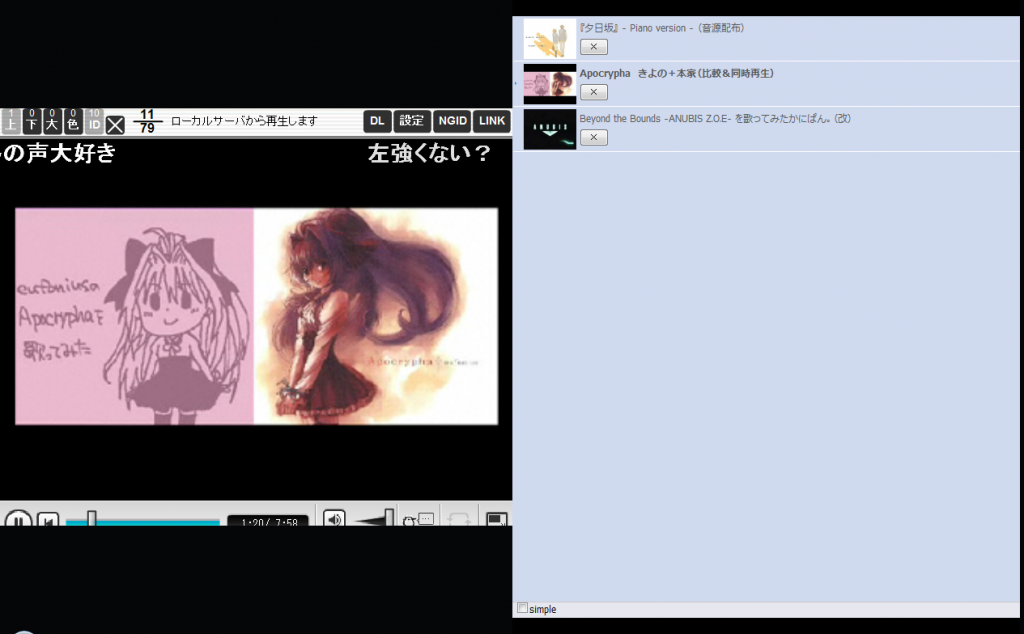 1 0 0 0 10
上 下 大 色 ID
11
79
ローカルサーバから再生します
DL 設定 NGID LINK
の声大好き
左強くない？
eufoniusa
Apocryphaを
歌ってみた
Apocrypha
1:20/ 7:58
『夕日坂』 - Piano version - （音源配布）
×
Apocrypha きよの＋本家（比較＆同時再生）
×
ANUBIS
Beyond the Bounds -ANUBIS Z.O.E- を歌ってみたかにぱん。（改）
×
simple